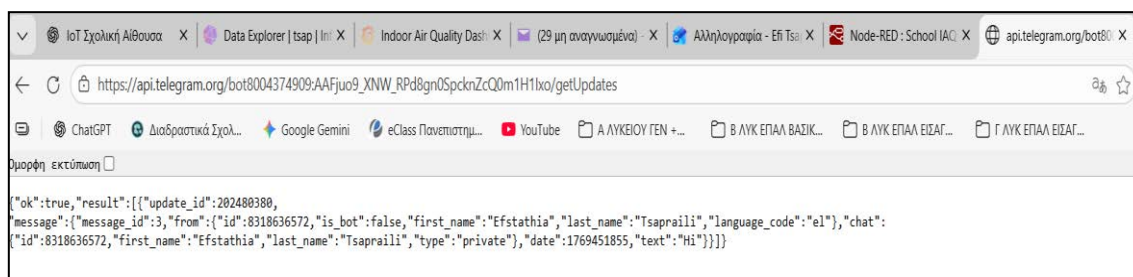 IoT Σχολική Αίθουσα X Data Explorer | tsap | In X Indoor Air Quality Dash X (29 μη αναγνωσμένα) - X Αλληλογραφία - Efi Tsa X Node-RED : School IAQ X api.telegram.org/bot80 X
https://api.telegram.org/bot8004374909:AAFjuo9_XNW_RPd8gn0SpcknZcQ0m1H1Ixo/getUpdates
ChatGPT Διαδραστικά Σχολ... Google Gemini eClass Πανεπιστημ... YouTube Α ΛΥΚΕΙΟΥ ΓΕΝ +... Β ΛΥΚ ΕΠΑΛ ΒΑΣΙΚ... Β ΛΥΚ ΕΠΑΛ ΕΙΣΑΓ... Γ ΛΥΚ ΕΠΑΛ ΕΙΣΑΓ...
Όμορφη εκτύπωση
{"ok":true,"result":[{"update_id":202480380,
"message":{"message_id":3,"from":{"id":8318636572,"is_bot":false,"first_name":"Efstathia","last_name":"Tsapraili","language_code":"el"},"chat":
{"id":8318636572,"first_name":"Efstathia","last_name":"Tsapraili","type":"private"},"date":1769451855,"text":"Hi"}}]}